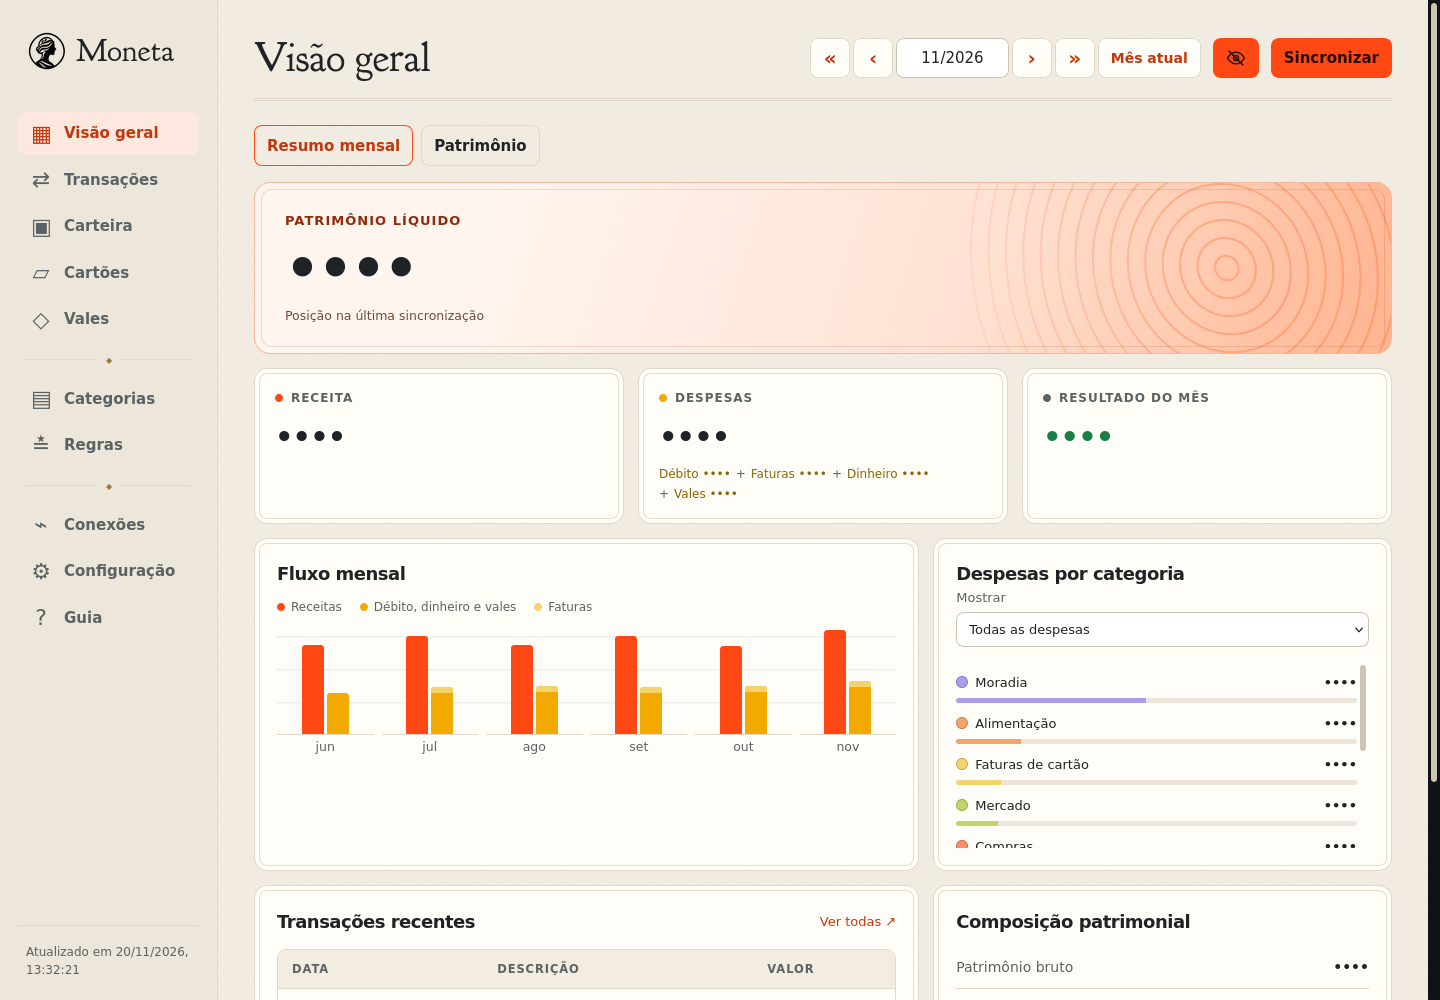 Moneta
Visão geral
Transações
Carteira
Cartões
Vales
Categorias
Regras
Conexões
Configuração
? Guia
Atualizado em 20/11/2026,
13:32:21
Visão geral
« ‹ 11/2026 › » Mês atual Sincronizar
Resumo mensal Patrimônio
PATRIMÔNIO LÍQUIDO
••••
Posição na última sincronização
RECEITA
••••
DESPESAS
••••
Débito •••• + Faturas •••• + Dinheiro ••••
+ Vales ••••
RESULTADO DO MÊS
••••
Fluxo mensal
Receitas Débito, dinheiro e vales Faturas
jun jul ago set out nov
Despesas por categoria
Mostrar
Todas as despesas
Moradia ••••
Alimentação ••••
Faturas de cartão ••••
Mercado ••••
Compras ••••
Transações recentes Ver todas ↗
DATA DESCRIÇÃO VALOR
Composição patrimonial
Patrimônio bruto ••••